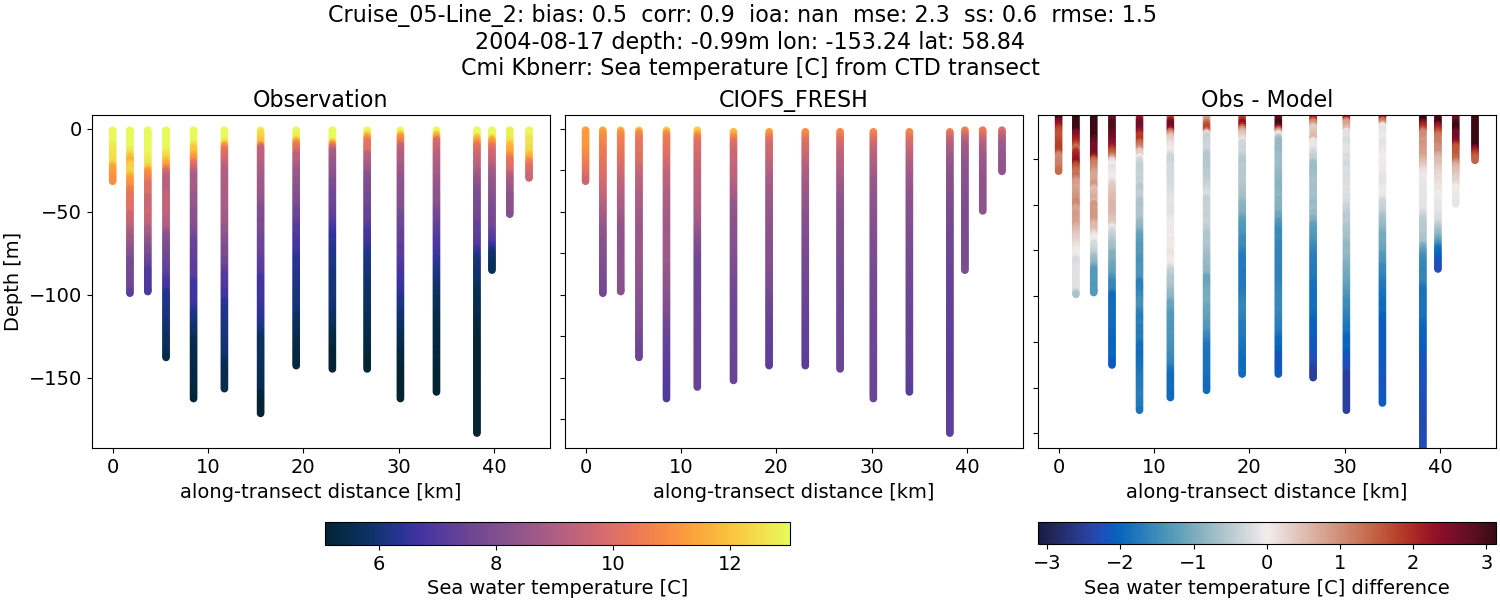 Cruise_05-Line_2: bias: 0.5  corr: 0.9  ioa: nan  mse: 2.3  ss: 0.6  rmse: 1.5
2004-08-17 depth: -0.99m lon: -153.24 lat: 58.84
Cmi Kbnerr: Sea temperature [C] from CTD transect
Observation
CIOFS_FRESH
Obs - Model
Depth [m]
0
−50
−100
−150
0 10 20 30 40
0 10 20 30 40
0 10 20 30 40
along-transect distance [km]
along-transect distance [km]
along-transect distance [km]
6 8 10 12
Sea water temperature [C]
−3 −2 −1 0 1 2 3
Sea water temperature [C] difference